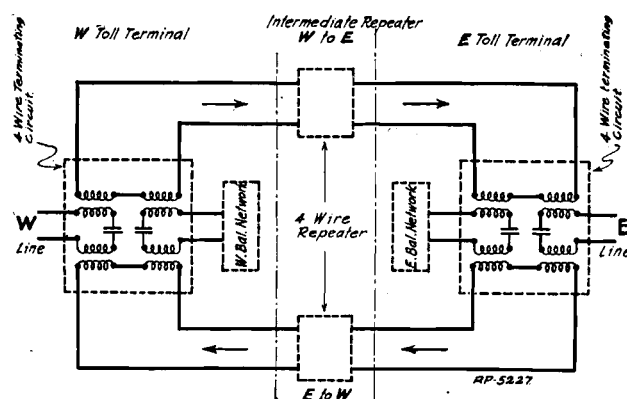 Intermediate Repeater
W to E
W Toll Terminal
E Toll Terminal
4 Wire Terminating
Circuit
4 Wire terminating
Circuit
W
Line
W. Bal. Network
4 Wire
Repeater
E. Bal. Network
E
Line
RP-5227
E to W